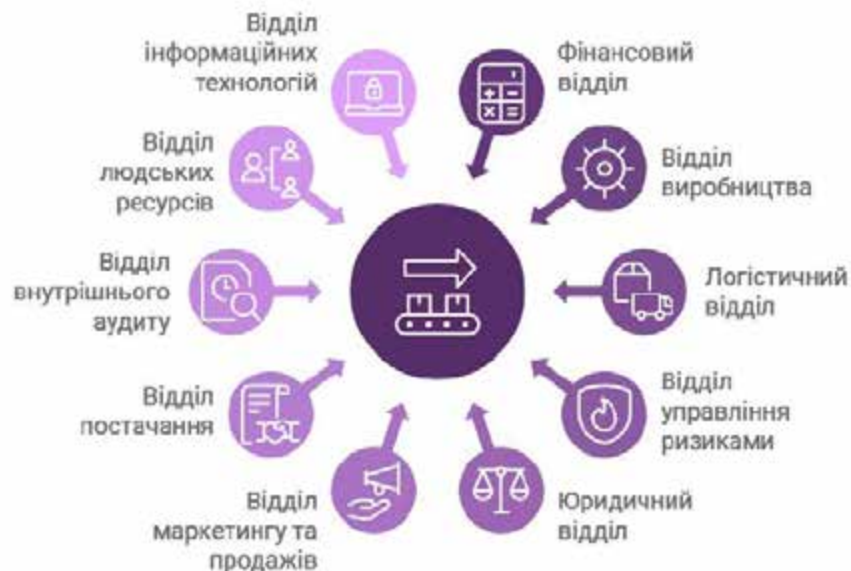 Відділ
інформаційних
технологій
Фінансовий
відділ
Відділ
людських
ресурсів
Відділ
виробництва
Відділ
внутрішнього
аудиту
Логістичний
відділ
Відділ
постачання
Відділ
управління
ризиками
Відділ
маркетингу та
продажів
Юридичний
відділ